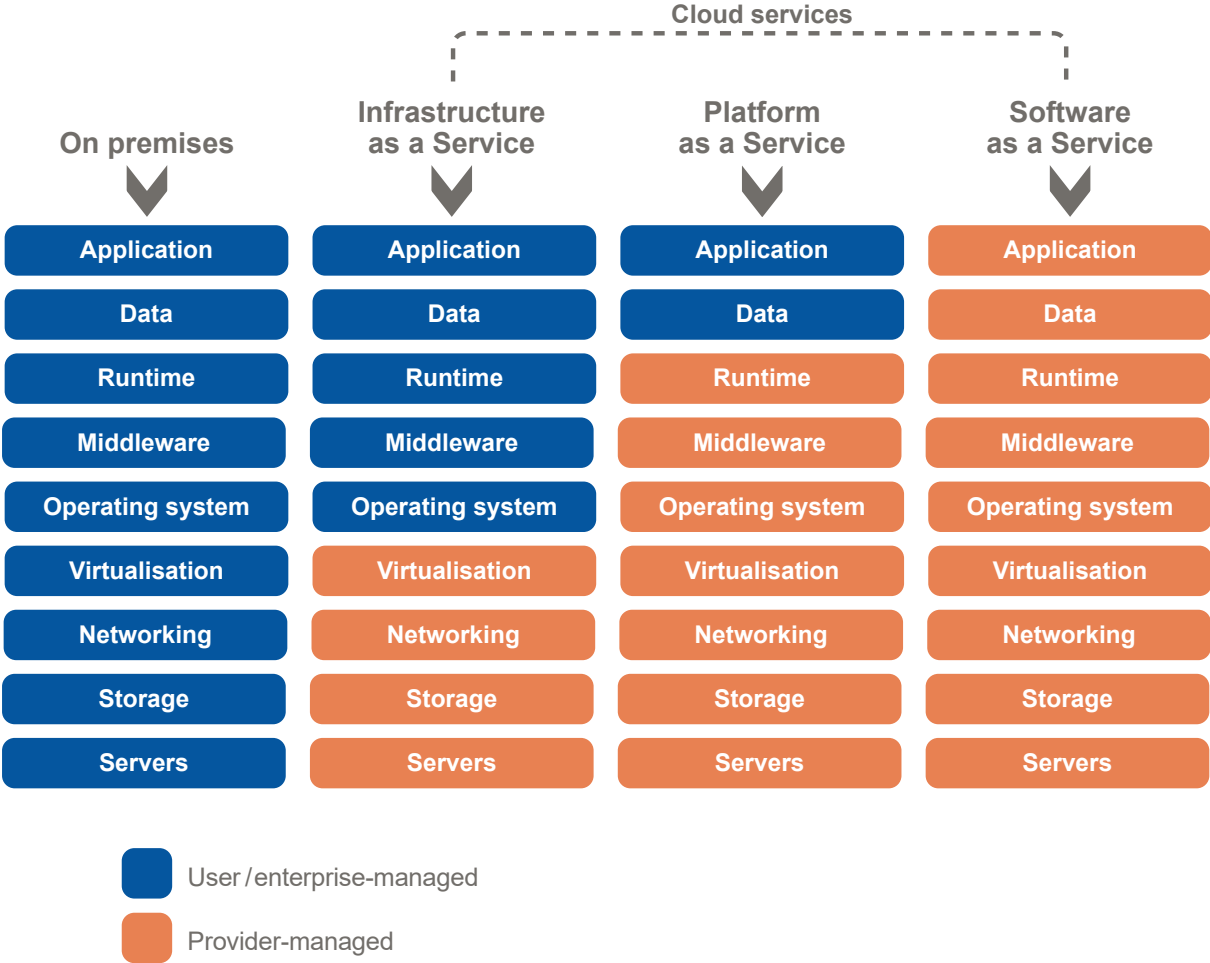 Cloud services
On premises
Infrastructure
as a Service
Platform
as a Service
Software
as a Service
Application
Application
Application
Application
Data
Data
Data
Data
Runtime
Runtime
Runtime
Runtime
Middleware
Middleware
Middleware
Middleware
Operating system
Operating system
Operating system
Operating system
Virtualisation
Virtualisation
Virtualisation
Virtualisation
Networking
Networking
Networking
Networking
Storage
Storage
Storage
Storage
Servers
Servers
Servers
Servers
User/enterprise-managed
Provider-managed